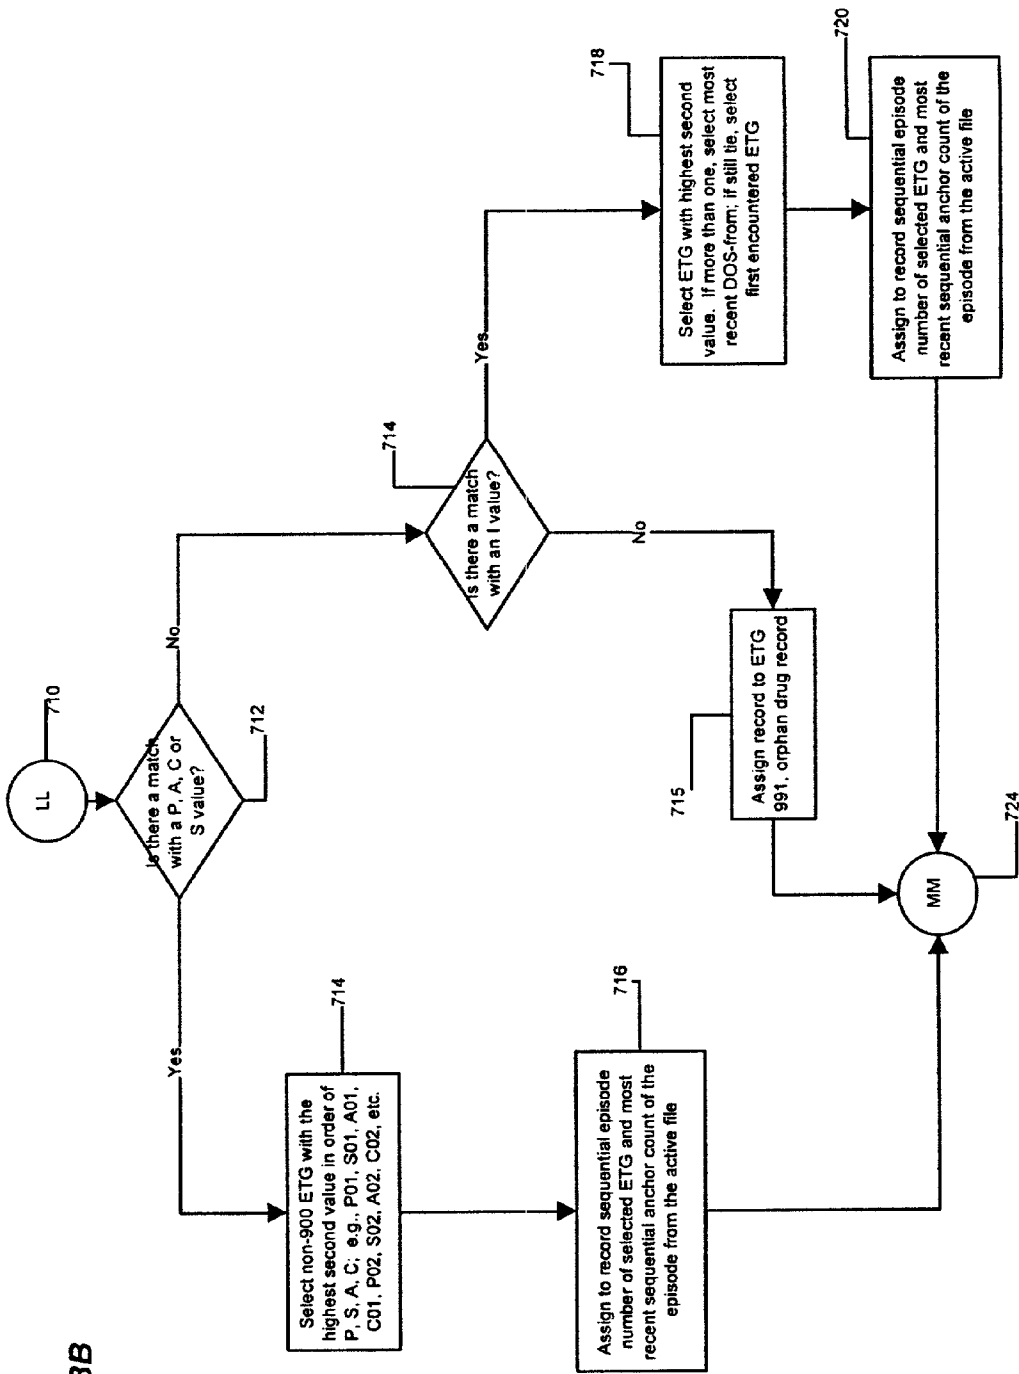 3B
LL
710
Is there a match
with a P, A, C or
S value?
712
Yes
No
Select non-900 ETG with the
highest second value in order of
P, S, A, C; e.g., P01, S01, A01,
C01, P02, S02, A02, C02, etc.
714
Assign to record sequential episode
number of selected ETG and most
recent sequential anchor count of the
episode from the active file
716
Is there a match
with an I value?
714
Yes
No
Assign record to ETG
991, orphan drug record
715
Select ETG with highest second
value. If more than one, select most
recent DOS-from; if still tie, select
first encountered ETG
718
Assign to record sequential episode
number of selected ETG and most
recent sequential anchor count of the
episode from the active file
720
MM
724